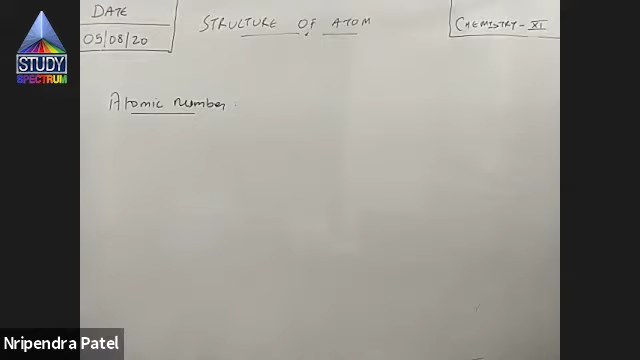 DATE
05/08/20
STRUCTURE OF ATOM
CHEMISTRY - XI
STUDY
SPECTRUM
Atomic number.
Nripendra Patel